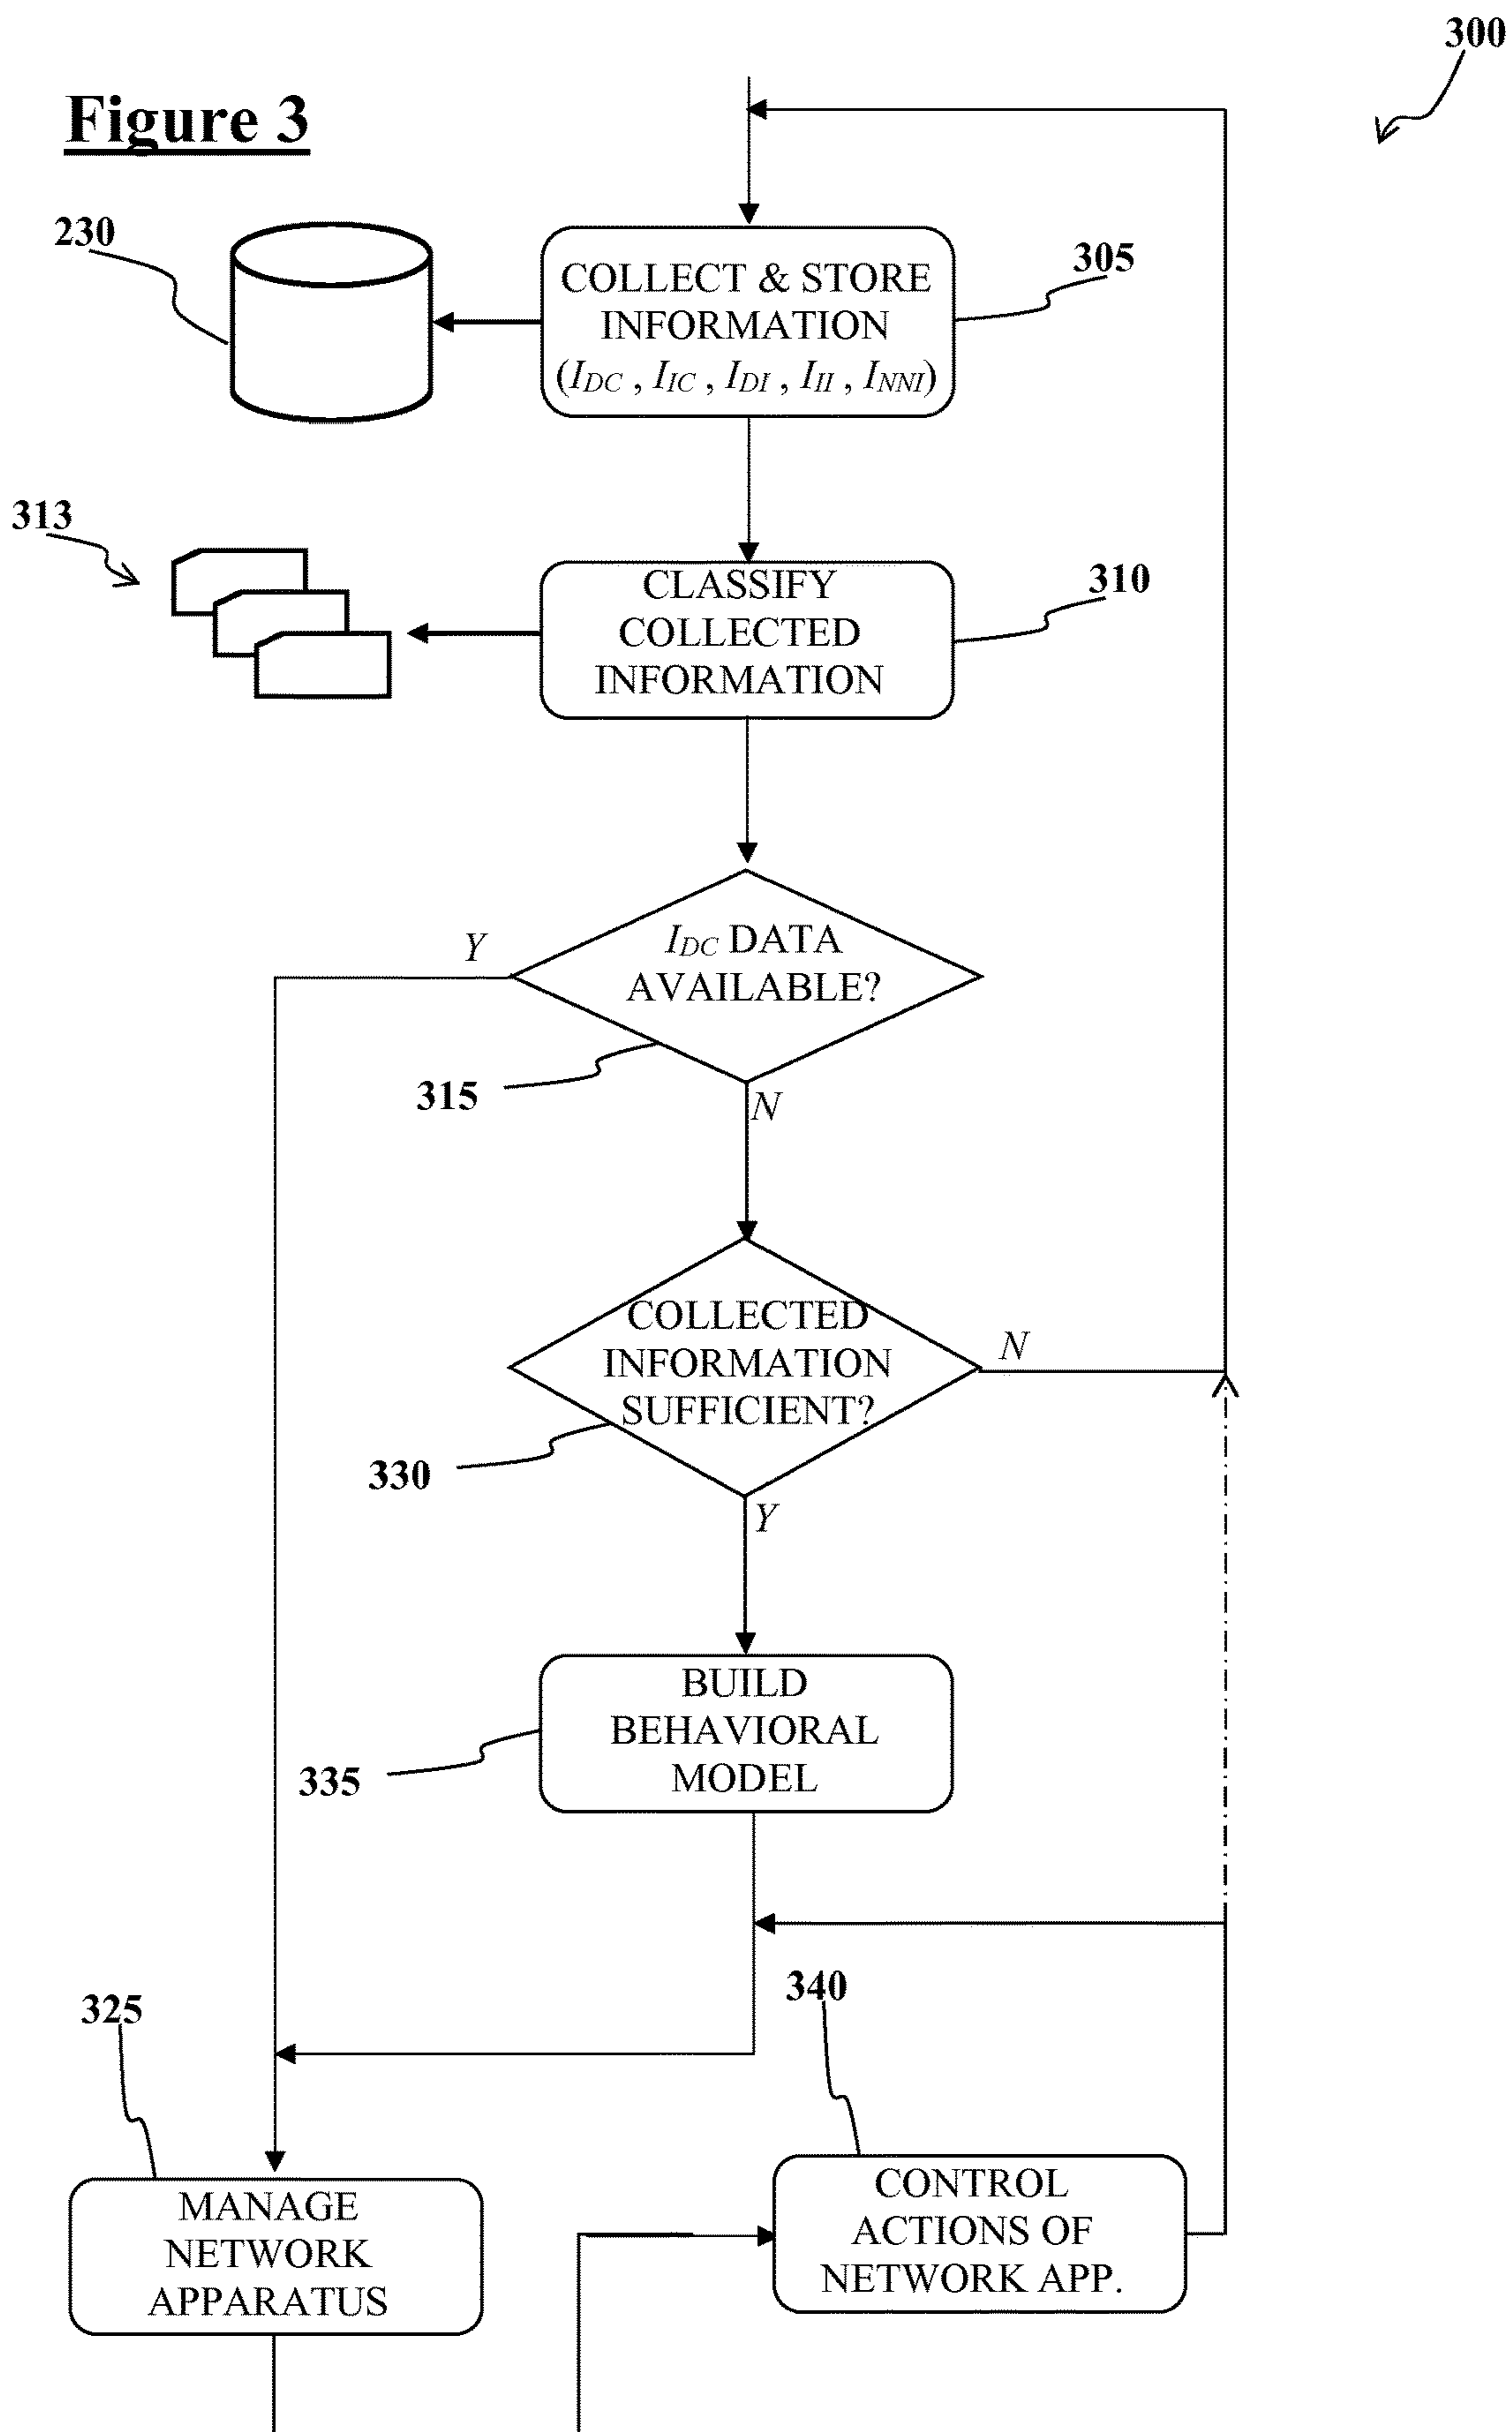 300
Figure 3
230
305
COLLECT & STORE
INFORMATION
(IDC , IIC , IDI , III , INNI)
313
310
CLASSIFY
COLLECTED
INFORMATION
Y
IDC DATA
AVAILABLE?
315
N
COLLECTED
INFORMATION
SUFFICIENT?
N
330
Y
BUILD
BEHAVIORAL
MODEL
335
340
325
MANAGE
NETWORK
APPARATUS
CONTROL
ACTIONS OF
NETWORK APP.